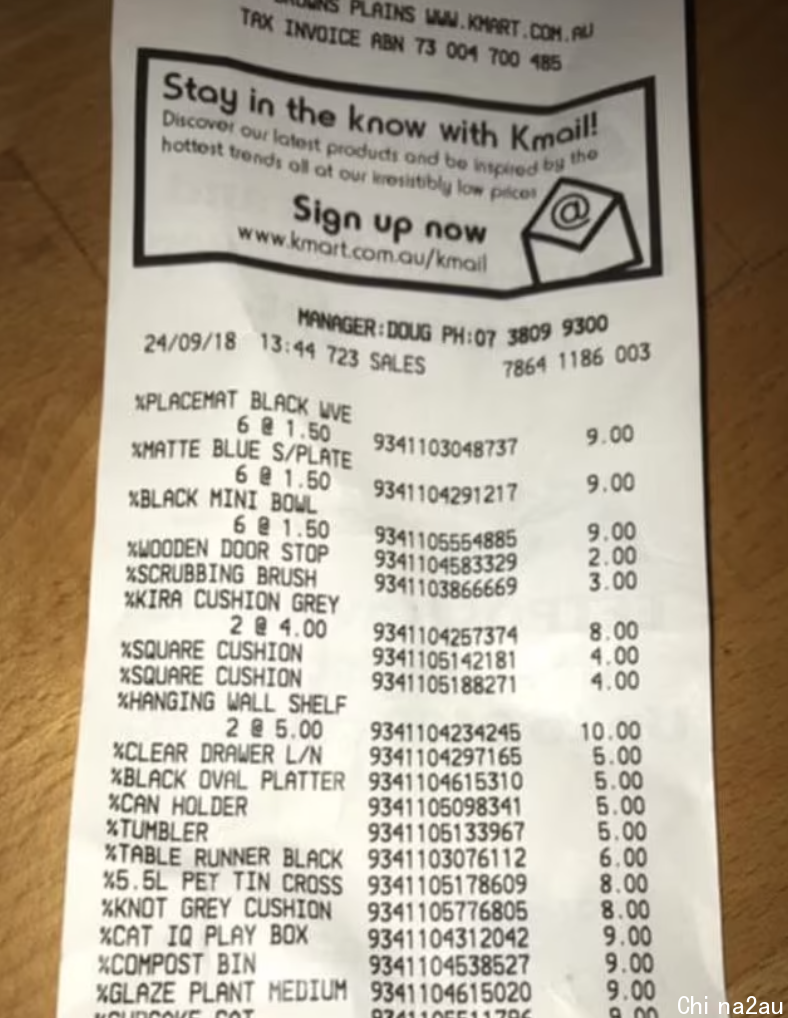 PLAINS WWW.KMART.COM.AU
TAX INVOICE ABN 73 004 700 485
Stay in the know with Kmail!
Discover our latest products and be inspired by the
hottest trends all at our irresistibly low prices
Sign up now
www.kmart.com.au/kmail
@
MANAGER:DOUG PH:07 3809 9300
24/09/18 13:44 723 SALES 7864 1186 003
%PLACEMAT BLACK WVE
6 @ 1.50 9341103048737 9.00
%MATTE BLUE S/PLATE
6 @ 1.50 9341104291217 9.00
%BLACK MINI BOWL
6 @ 1.50 9341105554885 9.00
%WOODEN DOOR STOP 9341104583329 2.00
%SCRUBBING BRUSH 9341103866669 3.00
%KIRA CUSHION GREY
2 @ 4.00 9341104257374 8.00
%SQUARE CUSHION 9341105142181 4.00
%SQUARE CUSHION 9341105188271 4.00
%HANGING WALL SHELF
2 @ 5.00 9341104234245 10.00
%CLEAR DRAWER L/N 9341104297165 5.00
%BLACK OVAL PLATTER 9341104615310 5.00
%CAN HOLDER 9341105098341 5.00
%TUMBLER 9341105133967 5.00
%TABLE RUNNER BLACK 9341103076112 6.00
%5.5L PET TIN CROSS 9341105178609 8.00
%KNOT GREY CUSHION 9341105776805 8.00
%CAT IQ PLAY BOX 9341104312042 9.00
%COMPOST BIN 9341104538527 9.00
%GLAZE PLANT MEDIUM 9341104615020 9.00
Chi na2au